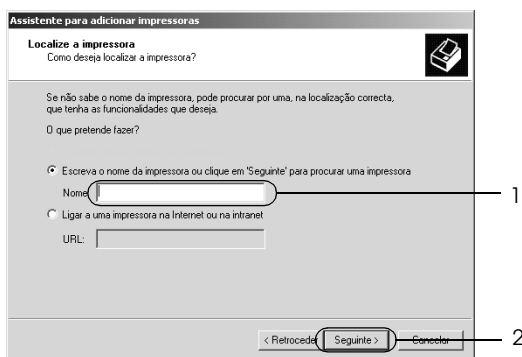 Assistente para adicionar impressoras
Localize a impressora
Como deseja localizar a impressora?
Se não sabe o nome da impressora, pode procurar por uma, na localização correcta,
que tenha as funcionalidades que deseja.
O que pretende fazer?
Escreva o nome da impressora ou clique em 'Seguinte' para procurar uma impressora
Nome
1
Ligar a uma impressora na Internet ou na intranet
URL:
< Retroceder
Seguinte >
Cancelar
2